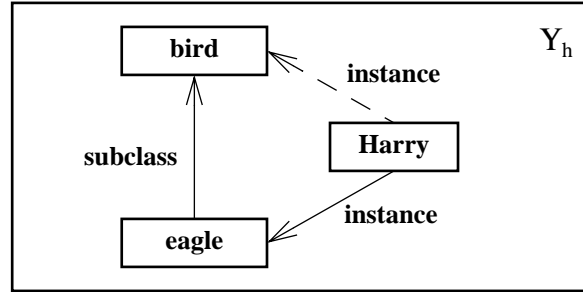 bird
Y_h
instance
Harry
subclass
instance
eagle